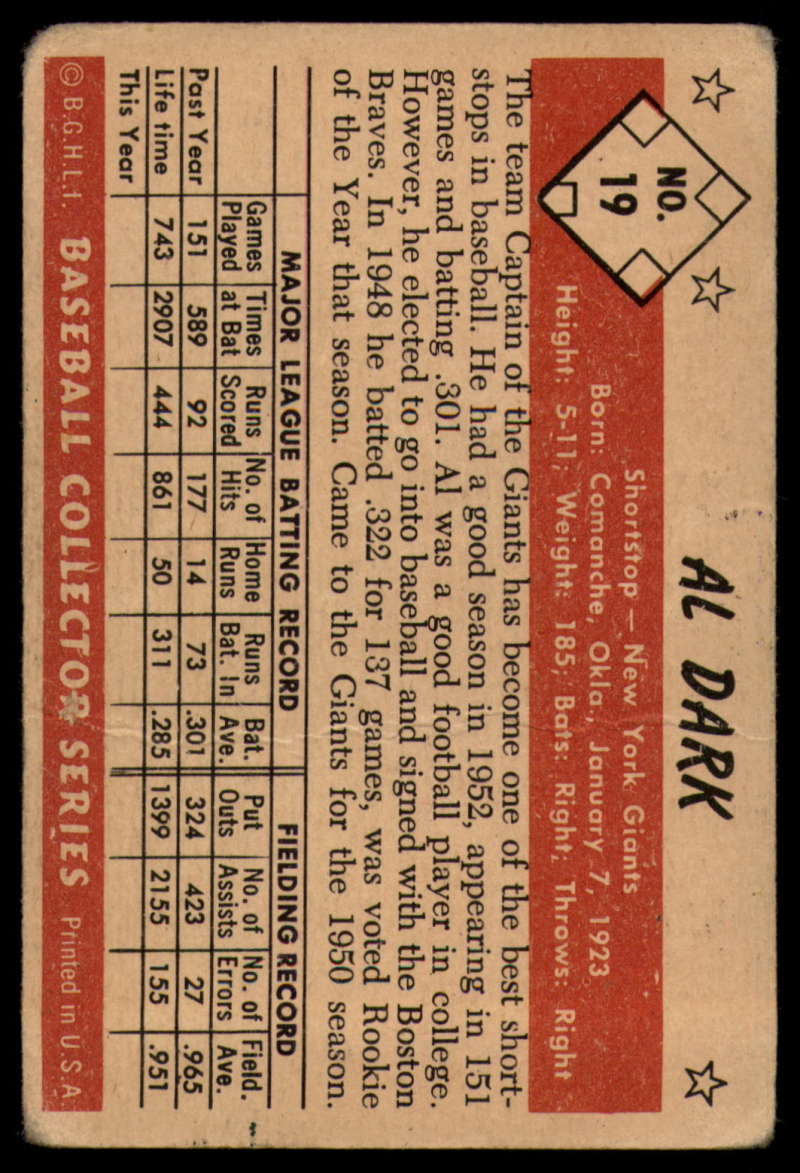 AL DARK
NO.
19
Shortstop — New York Giants
Born: Comanche, Okla., January 7, 1923
Height: 5-11; Weight: 185; Bats: Right; Throws: Right
The team Captain of the Giants has become one of the best short-
stops in baseball. He had a good season in 1952, appearing in 151
games and batting .301. Al was a good football player in college.
However, he elected to go into baseball and signed with the Boston
Braves. In 1948 he batted .322 for 137 games, was voted Rookie
of the Year that season. Came to the Giants for the 1950 season.
MAJOR LEAGUE BATTING RECORD FIELDING RECORD
Games Times Runs No. of Home Runs Bat. Put No. of No. of Field.
Played at Bat Scored Hits Runs Bat. In Ave. Outs Assists Errors Ave.
Past Year 151 589 92 177 14 73 .301 324 423 27 .965
Life time 743 2907 444 861 50 311 .285 1399 2155 155 .951
This Year
© B.G.H.L.I. BASEBALL COLLECTOR SERIES Printed in U.S.A.